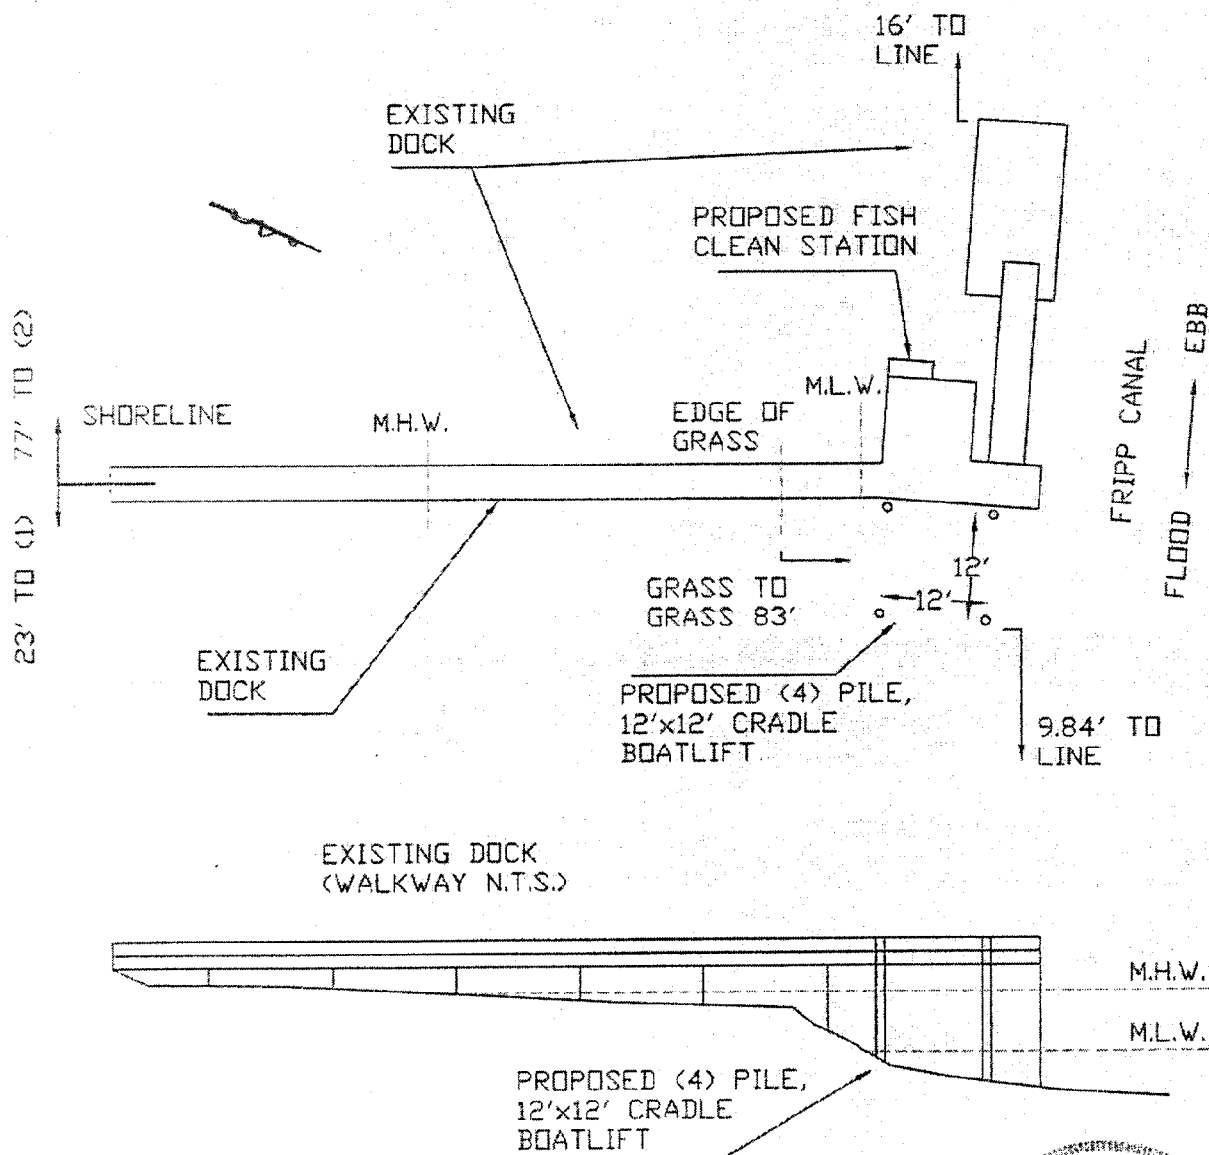 16' TO
LINE
EXISTING
DOCK
PROPOSED FISH
CLEAN STATION
23' TO (1)  77' TO (2)
SHORELINE
M.H.W.
EDGE OF
GRASS
M.L.W.
FRIPP CANAL
FLOOD
EBB
GRASS TO
GRASS 83'
12'
12'
EXISTING
DOCK
PROPOSED (4) PILE,
12'x12' CRADLE
BOATLIFT
9.84' TO
LINE
EXISTING DOCK
(WALKWAY N.T.S.)
M.H.W.
M.L.W.
PROPOSED (4) PILE,
12'x12' CRADLE
BOATLIFT